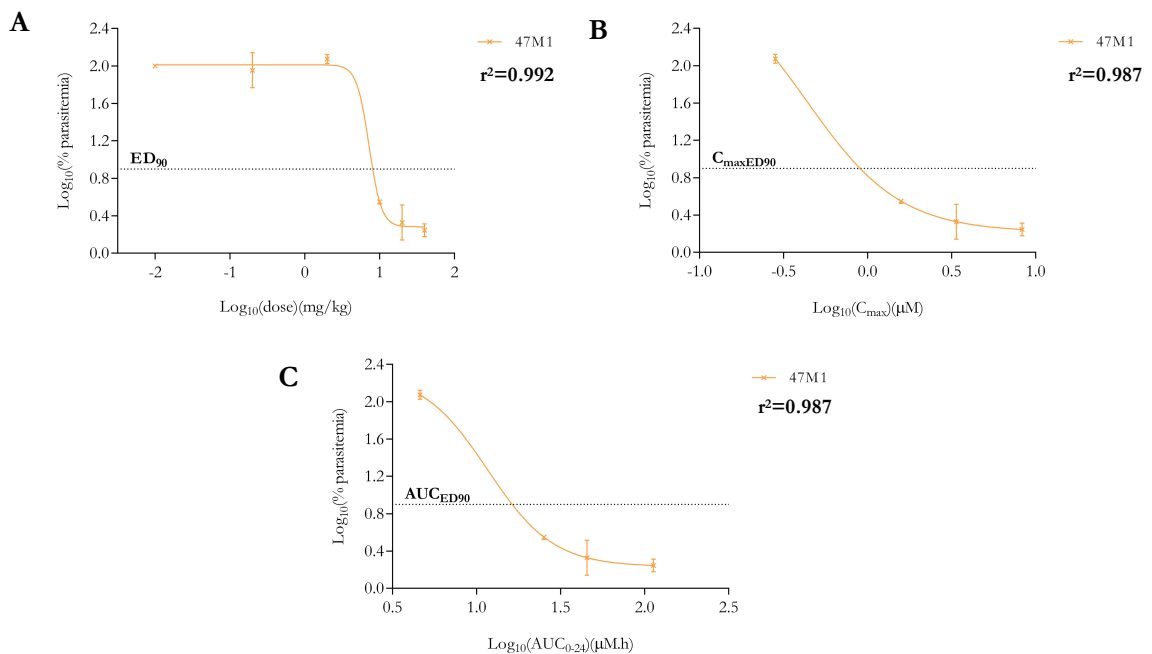 A
2.4
2.0
1.6
1.2
0.8
0.4
0.0
-2
-1
0
1
2
Log10(% parasitemia)
Log10(dose)(mg/kg)
ED90
47M1
r²=0.992
B
2.4
2.0
1.6
1.2
0.8
0.4
0.0
-1.0
-0.5
0.0
0.5
1.0
Log10(% parasitemia)
Log10(Cmax)(μM)
CmaxED90
47M1
r²=0.987
C
2.4
2.0
1.6
1.2
0.8
0.4
0.0
0.5
1.0
1.5
2.0
2.5
Log10(% parasitemia)
Log10(AUC0-24)(μM.h)
AUCED90
47M1
r²=0.987